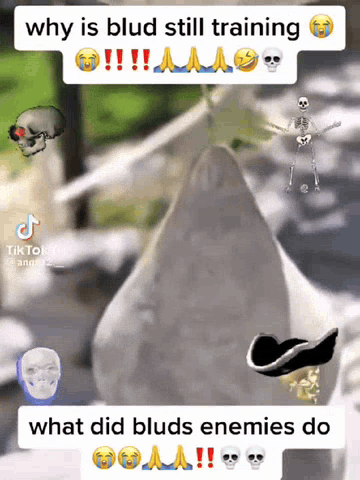 why is blud still training 😭
😭‼️‼️🙏🙏🙏🤣💀
TikTok
what did bluds enemies do
😭😭🙏🙏‼️💀💀